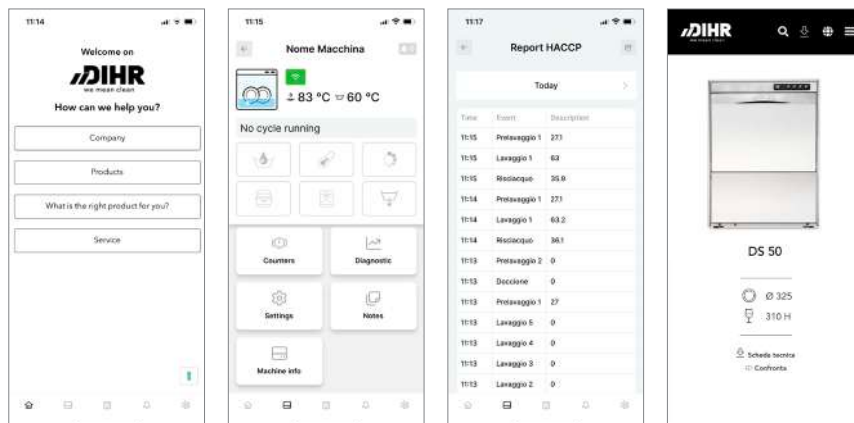 11:14
Welcome on
DIHR
we mean clean
How can we help you?
Company
Products
What is the right product for you?
Service
11:15
Nome Macchina
83 °C 60 °C
No cycle running
Counters
Diagnostic
Settings
Notes
Machine info
11:17
Report HACCP
Today
Time Event Description
11:15 Prelavaggio 1 27.1
11:15 Lavaggio 1 63
11:15 Risciacquo 35.9
11:14 Prelavaggio 1 27.1
11:14 Lavaggio 1 63.2
11:14 Risciacquo 36.1
11:13 Prelavaggio 2 0
11:13 Doccione 0
11:13 Prelavaggio 1 27
11:13 Lavaggio 5 0
11:13 Lavaggio 4 0
11:13 Lavaggio 3 0
11:13 Lavaggio 2 0
DIHR
we mean clean
DS 50
Ø 325
310 H
Scheda tecnica
Confronta